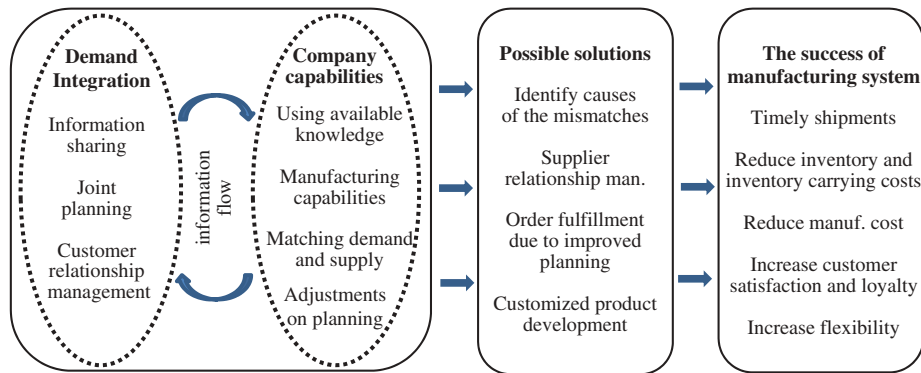 Demand
Integration
Information
sharing
Joint
planning
Customer
relationship
management
information
flow
Company
capabilities
Using available
knowledge
Manufacturing
capabilities
Matching demand
and supply
Adjustments
on planning
Possible solutions
Identify causes
of the mismatches
Supplier
relationship man.
Order fulfillment
due to improved
planning
Customized product
development
The success of
manufacturing system
Timely shipments
Reduce inventory and
inventory carrying costs
Reduce manuf. cost
Increase customer
satisfaction and loyalty
Increase flexibility